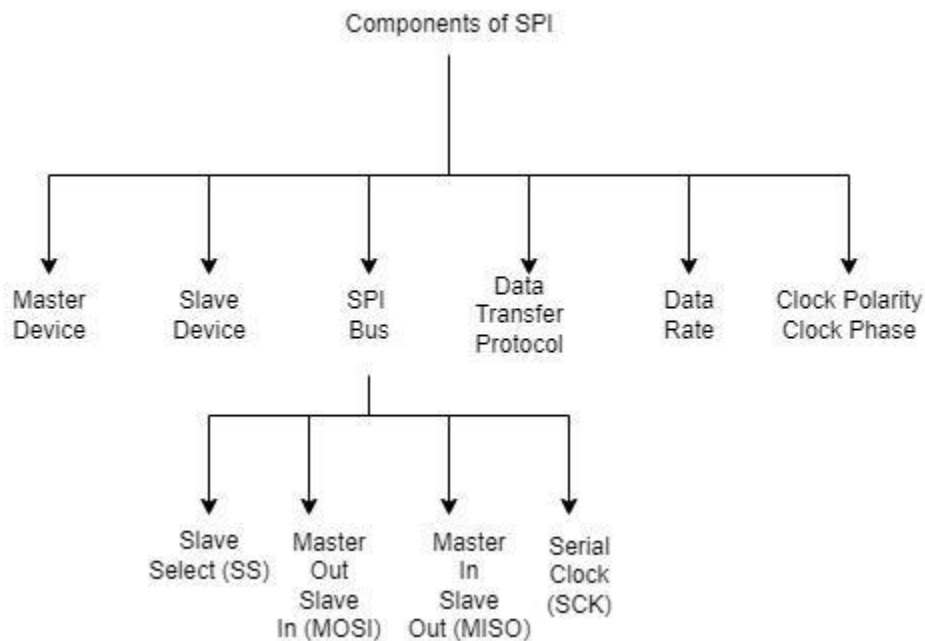 Components of SPI
Master
Device
Slave
Device
SPI
Bus
Data
Transfer
Protocol
Data
Rate
Clock Polarity
Clock Phase
Slave
Select (SS)
Master
Out
Slave
In (MOSI)
Master
In
Slave
Out (MISO)
Serial
Clock
(SCK)